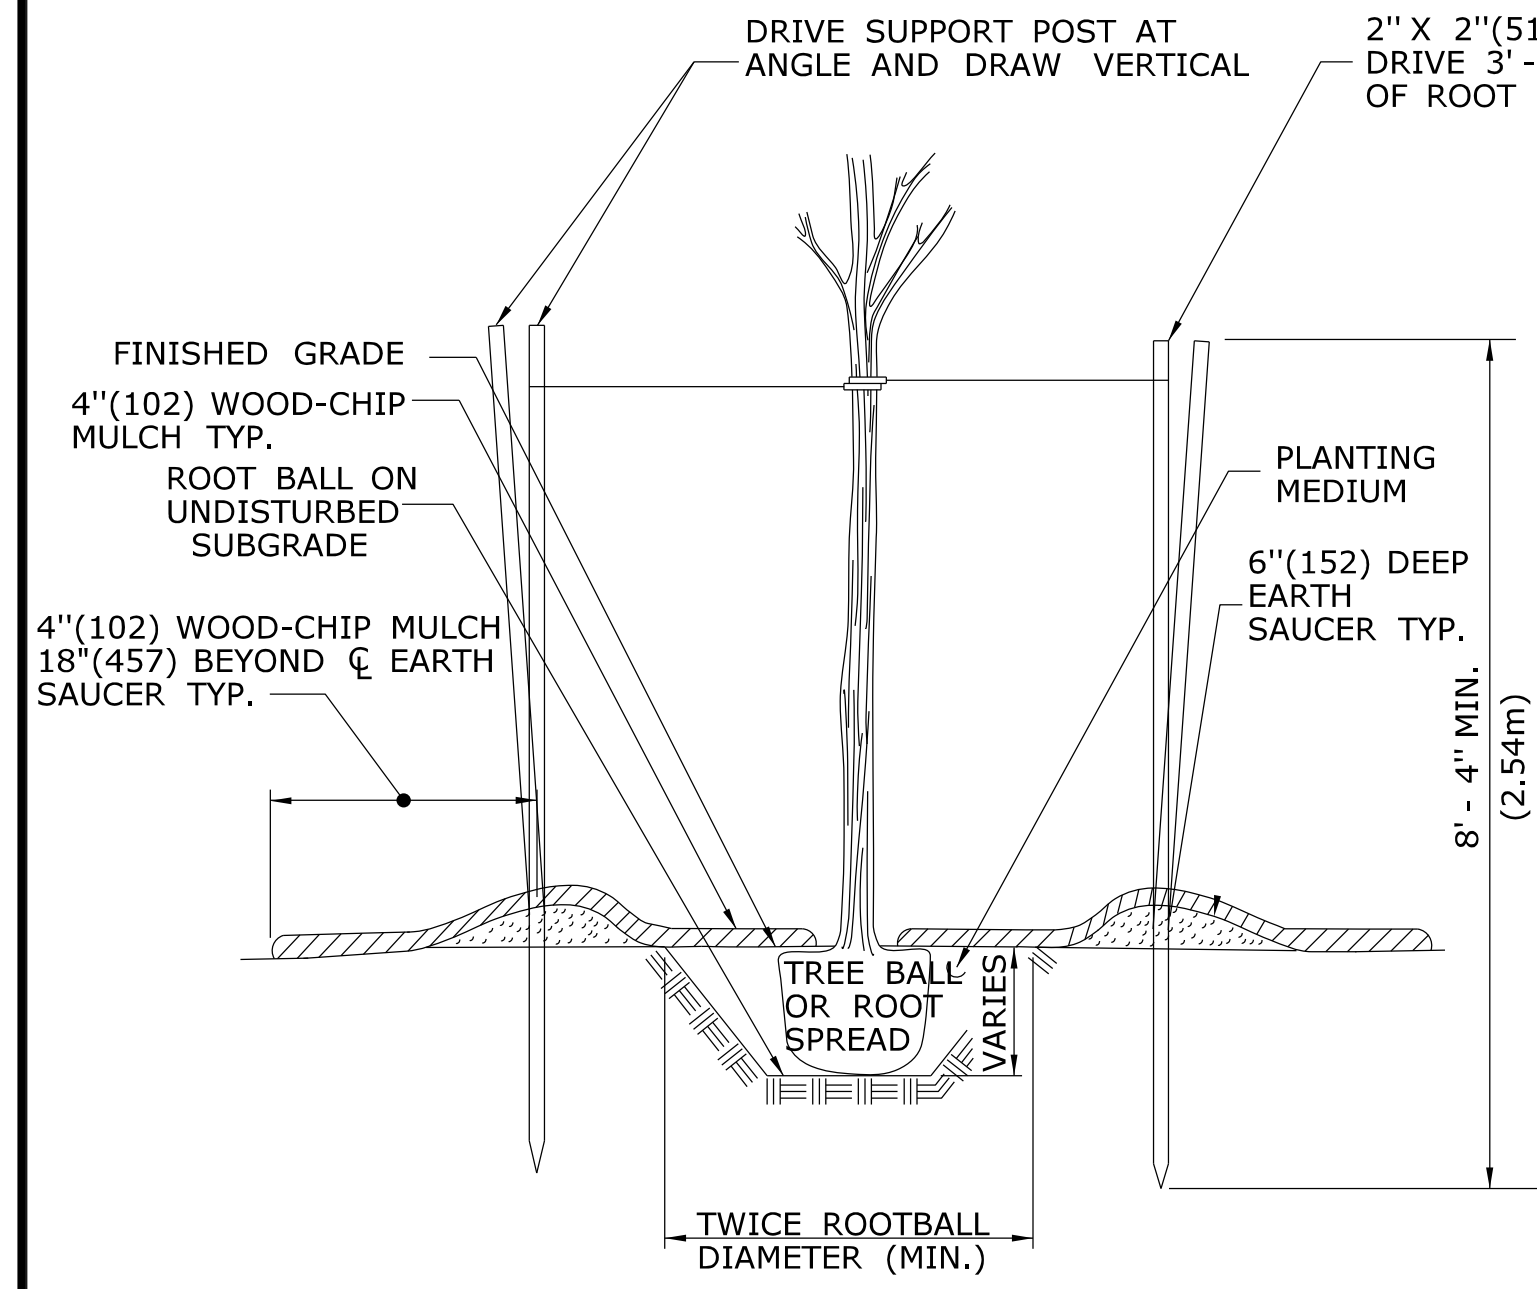 DRIVE SUPPORT POST AT
ANGLE AND DRAW VERTICAL
2" X 2"(51
DRIVE 3'-
OF ROOT
FINISHED GRADE
4"(102) WOOD-CHIP
MULCH TYP.
ROOT BALL ON
UNDISTURBED
SUBGRADE
4"(102) WOOD-CHIP MULCH
18"(457) BEYOND ℄ EARTH
SAUCER TYP.
PLANTING
MEDIUM
6"(152) DEEP
EARTH
SAUCER TYP.
8'- 4" MIN.
(2.54m)
TREE BALL
OR ROOT
SPREAD
VARIES
TWICE ROOTBALL
DIAMETER (MIN.)